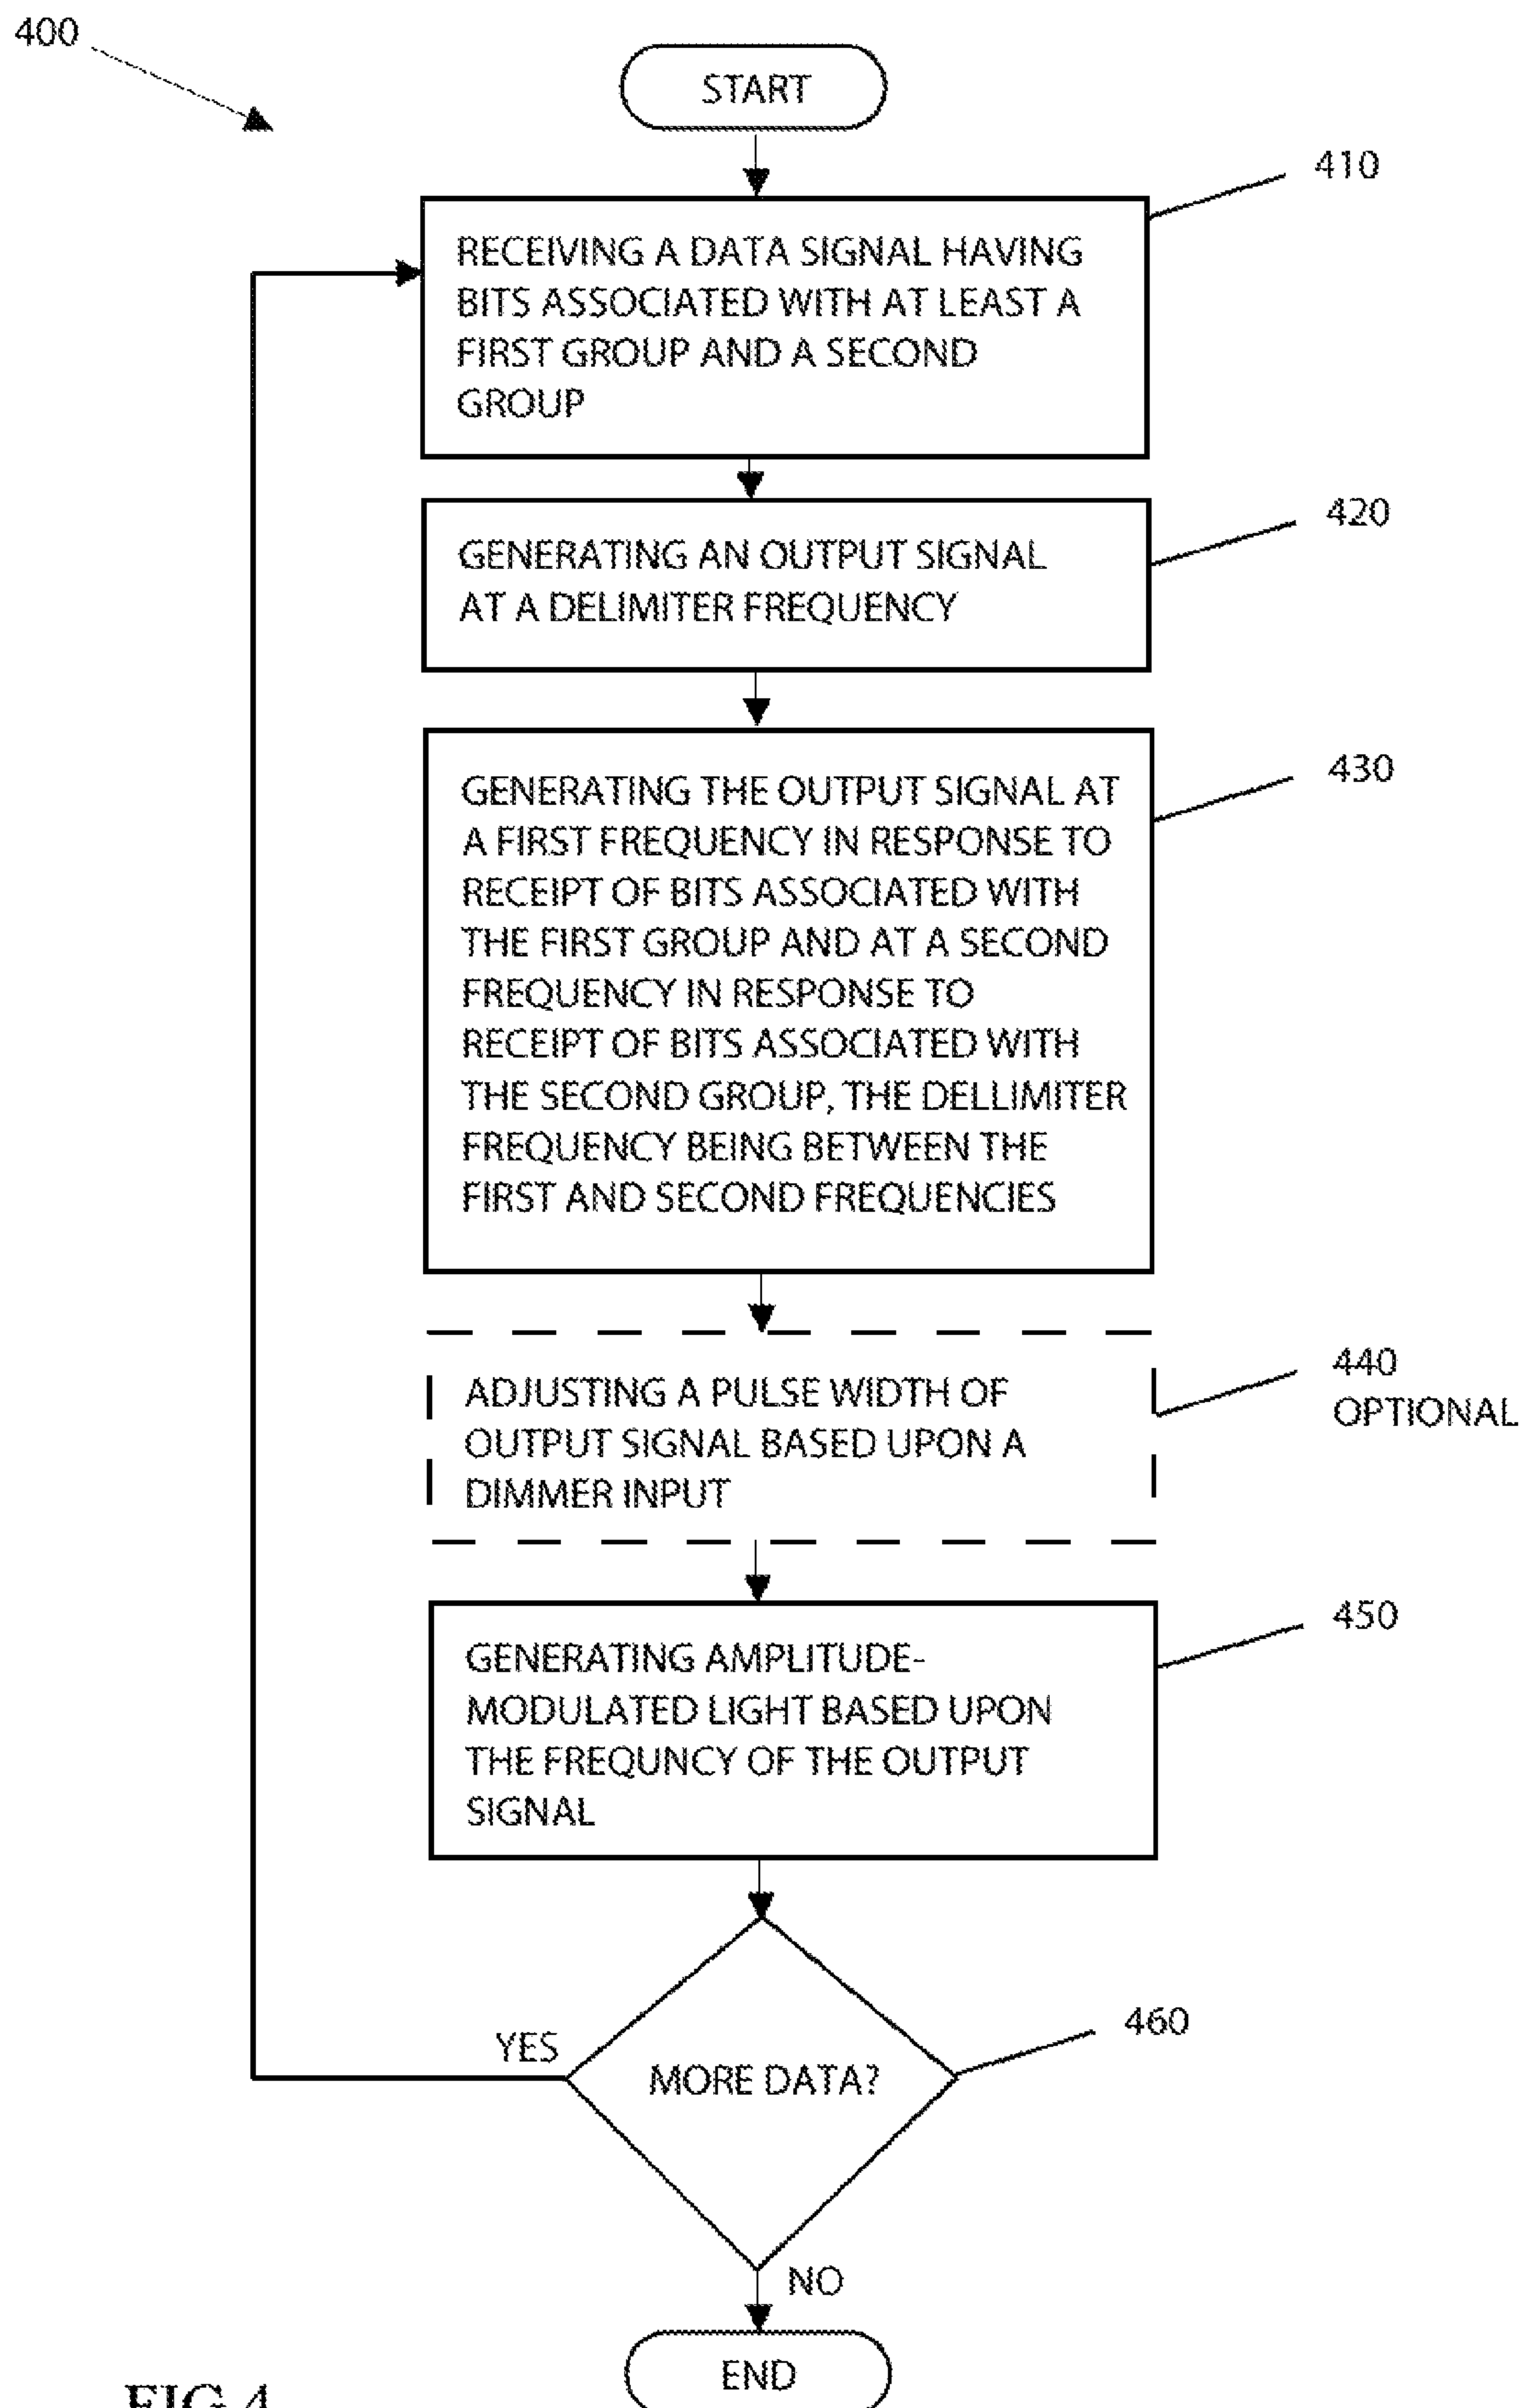 400
START
410
RECEIVING A DATA SIGNAL HAVING
BITS ASSOCIATED WITH AT LEAST A
FIRST GROUP AND A SECOND
GROUP
420
GENERATING AN OUTPUT SIGNAL
AT A DELIMITER FREQUENCY
430
GENERATING THE OUTPUT SIGNAL AT
A FIRST FREQUENCY IN RESPONSE TO
RECEIPT OF BITS ASSOCIATED WITH
THE FIRST GROUP AND AT A SECOND
FREQUENCY IN RESPONSE TO
RECEIPT OF BITS ASSOCIATED WITH
THE SECOND GROUP, THE DELLIMITER
FREQUENCY BEING BETWEEN THE
FIRST AND SECOND FREQUENCIES
440
OPTIONAL
ADJUSTING A PULSE WIDTH OF
OUTPUT SIGNAL BASED UPON A
DIMMER INPUT
450
GENERATING AMPLITUDE-
MODULATED LIGHT BASED UPON
THE FREQUNCY OF THE OUTPUT
SIGNAL
460
YES
MORE DATA?
NO
END
FIG 4